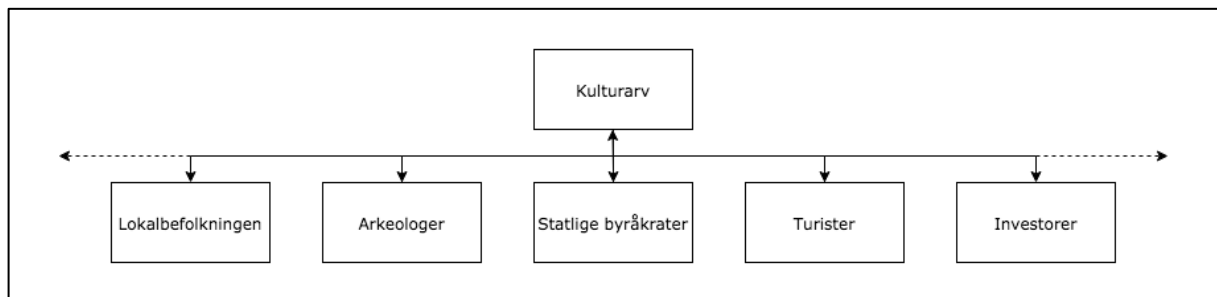 Kulturarv
Lokalbefolkningen
Arkeologer
Statlige byråkrater
Turister
Investorer